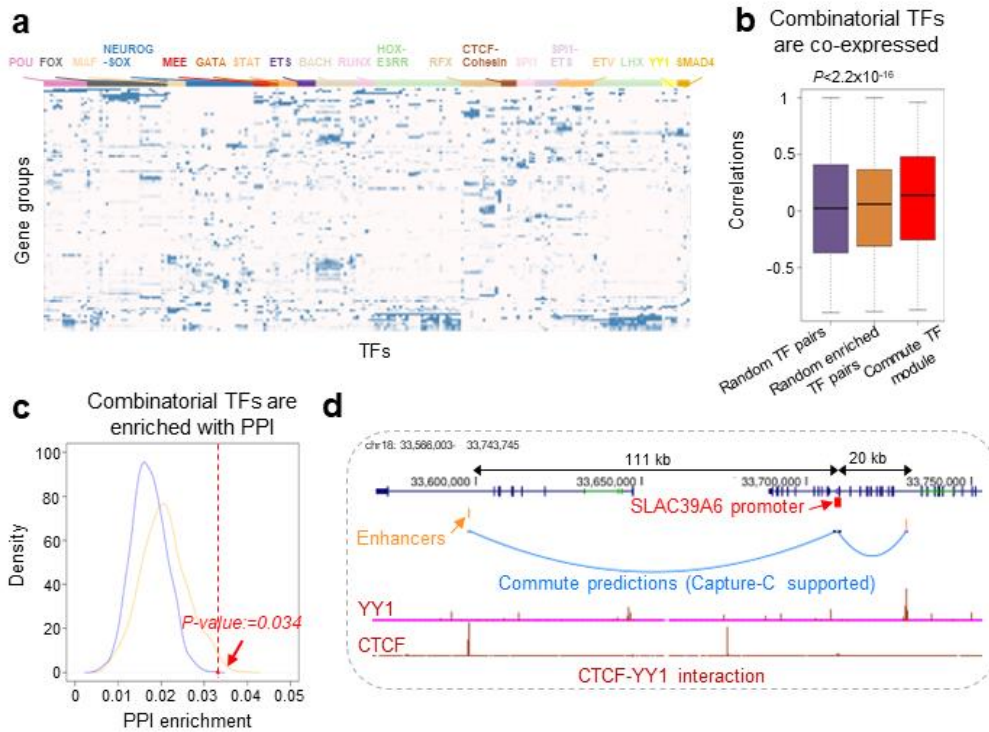 a
NEUROG
-SOX
HOX-
ESRR
CTCF-
Cohesin
SPI1-
ETS
POU FOX MAF MEE GATA STAT ETS BACH RUNX RFX SPI1 ETV LHX YY1 SMAD4
Gene groups
TFs
b
Combinatorial TFs
are co-expressed
P<2.2x10-16
Correlations
1
0.5
0
-0.5
Random TF pairs
Random enriched
TF pairs
Commute TF
module
c
Combinatorial TFs are
enriched with PPI
Density
100
80
60
40
20
0
P-value:=0.034
0 0.01 0.02 0.03 0.04 0.05
PPI enrichment
d
chr18: 33,566,003- 33,743,745
111 kb 20 kb
33,600,000 33,650,000 33,700,000 33,750,000
SLAC39A6 promoter
Enhancers
Commute predictions (Capture-C supported)
YY1
CTCF
CTCF-YY1 interaction